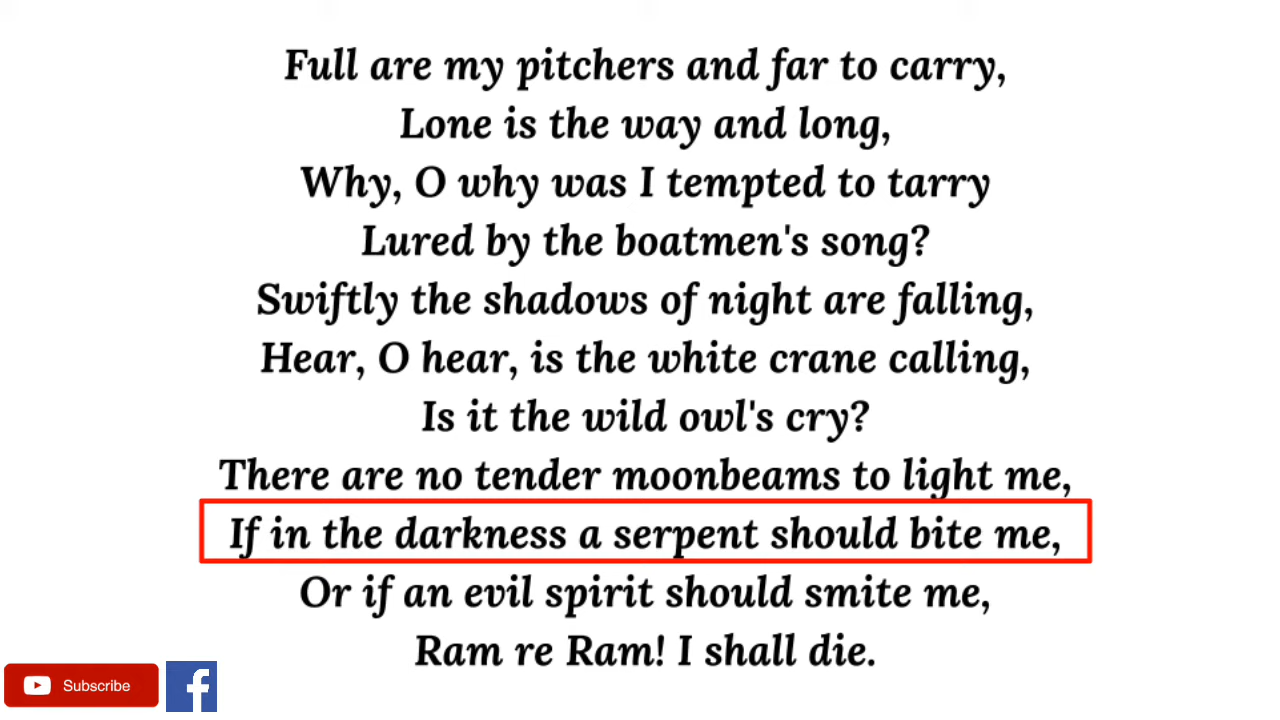 Full are my pitchers and far to carry,
Lone is the way and long,
Why, O why was I tempted to tarry
Lured by the boatmen's song?
Swiftly the shadows of night are falling,
Hear, O hear, is the white crane calling,
Is it the wild owl's cry?
There are no tender moonbeams to light me,
If in the darkness a serpent should bite me,
Or if an evil spirit should smite me,
Ram re Ram! I shall die.
Subscribe